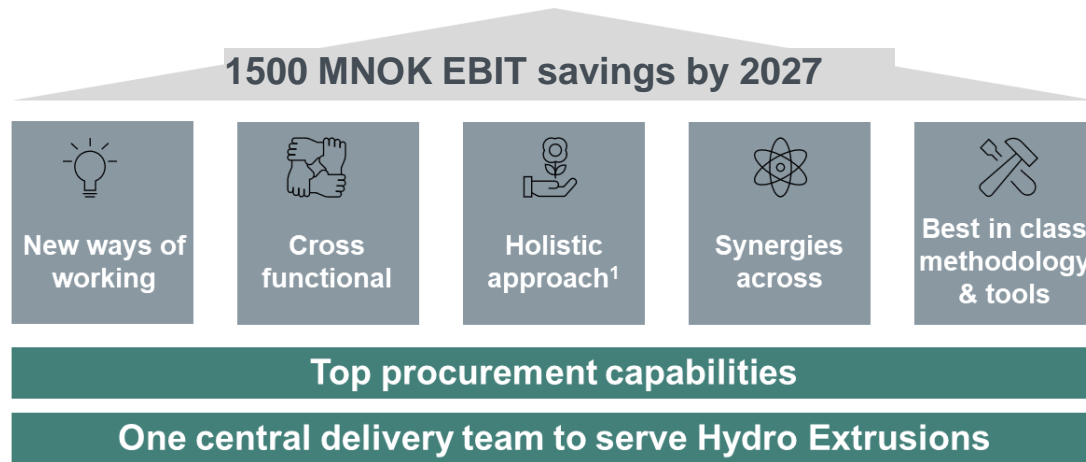 1500 MNOK EBIT savings by 2027
New ways of
working
Cross
functional
Holistic
approach¹
Synergies
across
Best in class
methodology
& tools
Top procurement capabilities
One central delivery team to serve Hydro Extrusions